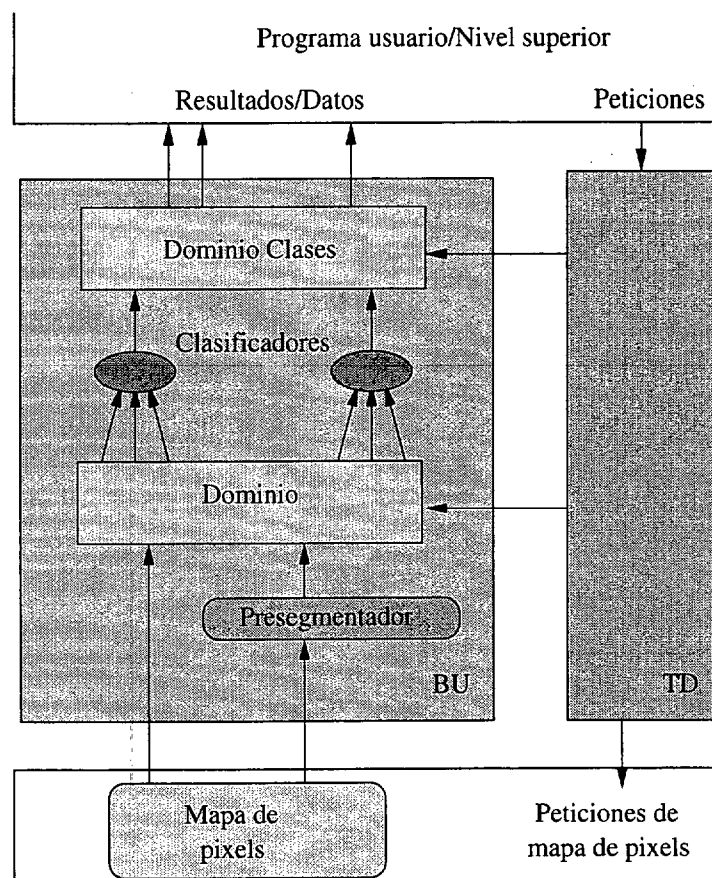 Programa usuario/Nivel superior
Resultados/Datos
Peticiones
Dominio Clases
Clasificadores
Dominio
Presegmentador
BU
TD
Mapa de
pixels
Peticiones de
mapa de pixels